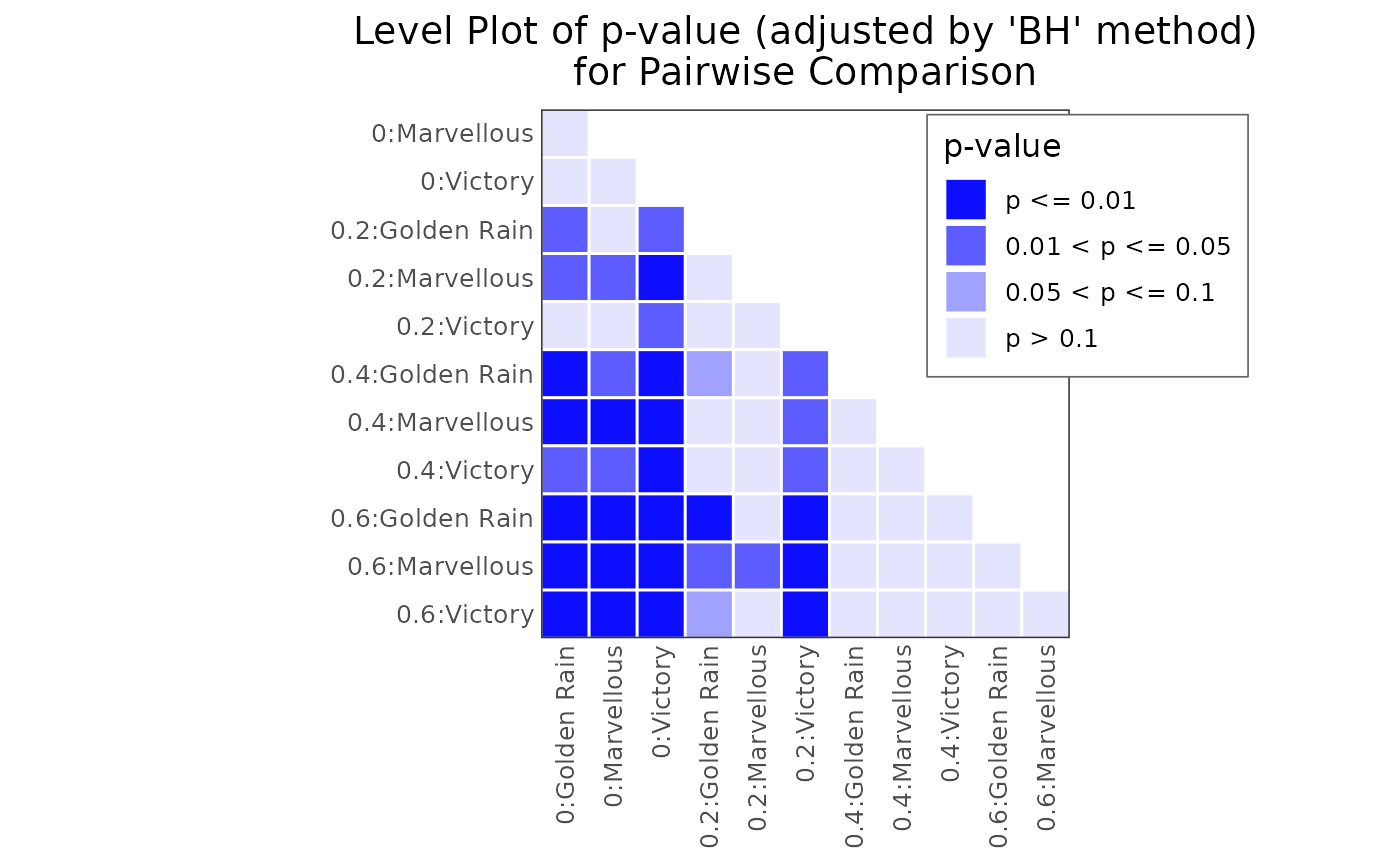 Level Plot of p-value (adjusted by 'BH' method)
for Pairwise Comparison
p-value
p <= 0.01
0.01 < p <= 0.05
0.05 < p <= 0.1
p > 0.1
0:Marvellous
0:Victory
0.2:Golden Rain
0.2:Marvellous
0.2:Victory
0.4:Golden Rain
0.4:Marvellous
0.4:Victory
0.6:Golden Rain
0.6:Marvellous
0.6:Victory
0:Golden Rain
0:Marvellous
0:Victory
0.2:Golden Rain
0.2:Marvellous
0.2:Victory
0.4:Golden Rain
0.4:Marvellous
0.4:Victory
0.6:Golden Rain
0.6:Marvellous